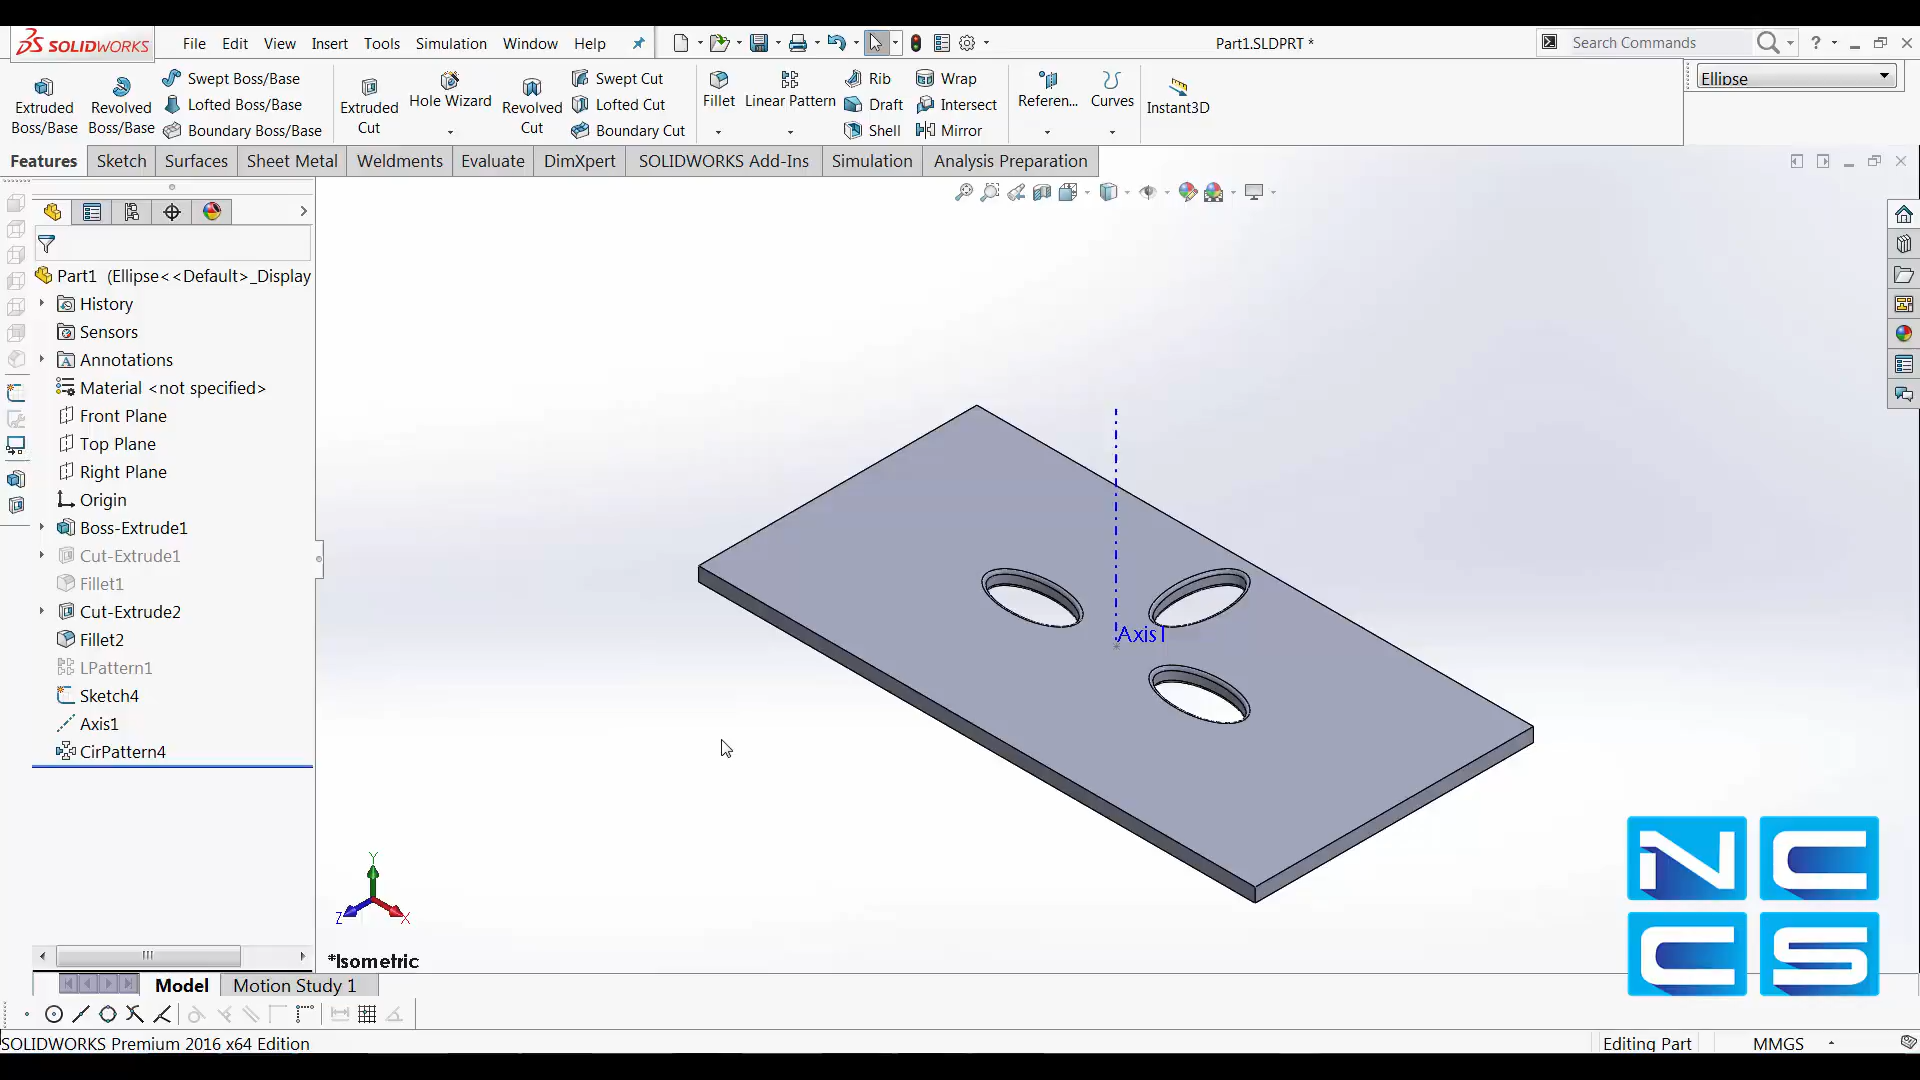 SOLIDWORKS File Edit View Insert Tools Simulation Window Help Part1.SLDPRT * Search Commands ?
Ellipse
Extruded Boss/Base
Revolved Boss/Base
Swept Boss/Base
Lofted Boss/Base
Boundary Boss/Base
Extruded Cut
Hole Wizard
Revolved Cut
Swept Cut
Lofted Cut
Boundary Cut
Fillet
Linear Pattern
Rib
Draft
Shell
Wrap
Intersect
Mirror
Referen...
Curves
Instant3D
Features Sketch Surfaces Sheet Metal Weldments Evaluate DimXpert SOLIDWORKS Add-Ins Simulation Analysis Preparation
Part1 (Ellipse<<Default>_Display
History
Sensors
Annotations
Material <not specified>
Front Plane
Top Plane
Right Plane
Origin
Boss-Extrude1
Cut-Extrude1
Fillet1
Cut-Extrude2
Fillet2
LPattern1
Sketch4
Axis1
CirPattern4
Axis1
Y
Z
X
*Isometric
NC
CS
Model Motion Study 1
SOLIDWORKS Premium 2016 x64 Edition Editing Part MMGS